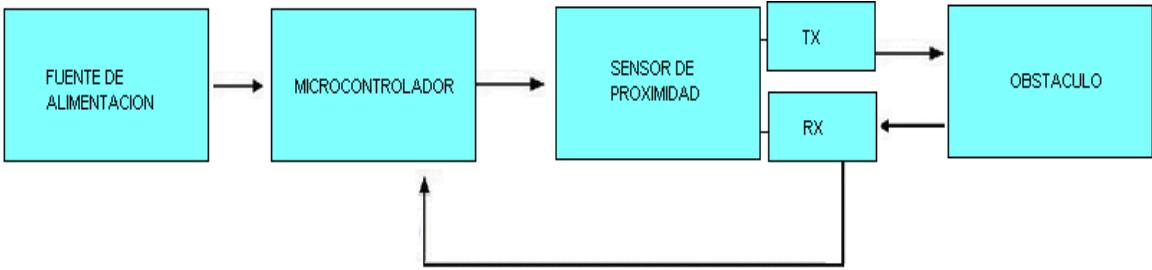 FUENTE DE
ALIMENTACION
MICROCONTROLADOR
SENSOR DE
PROXIMIDAD
TX
RX
OBSTACULO